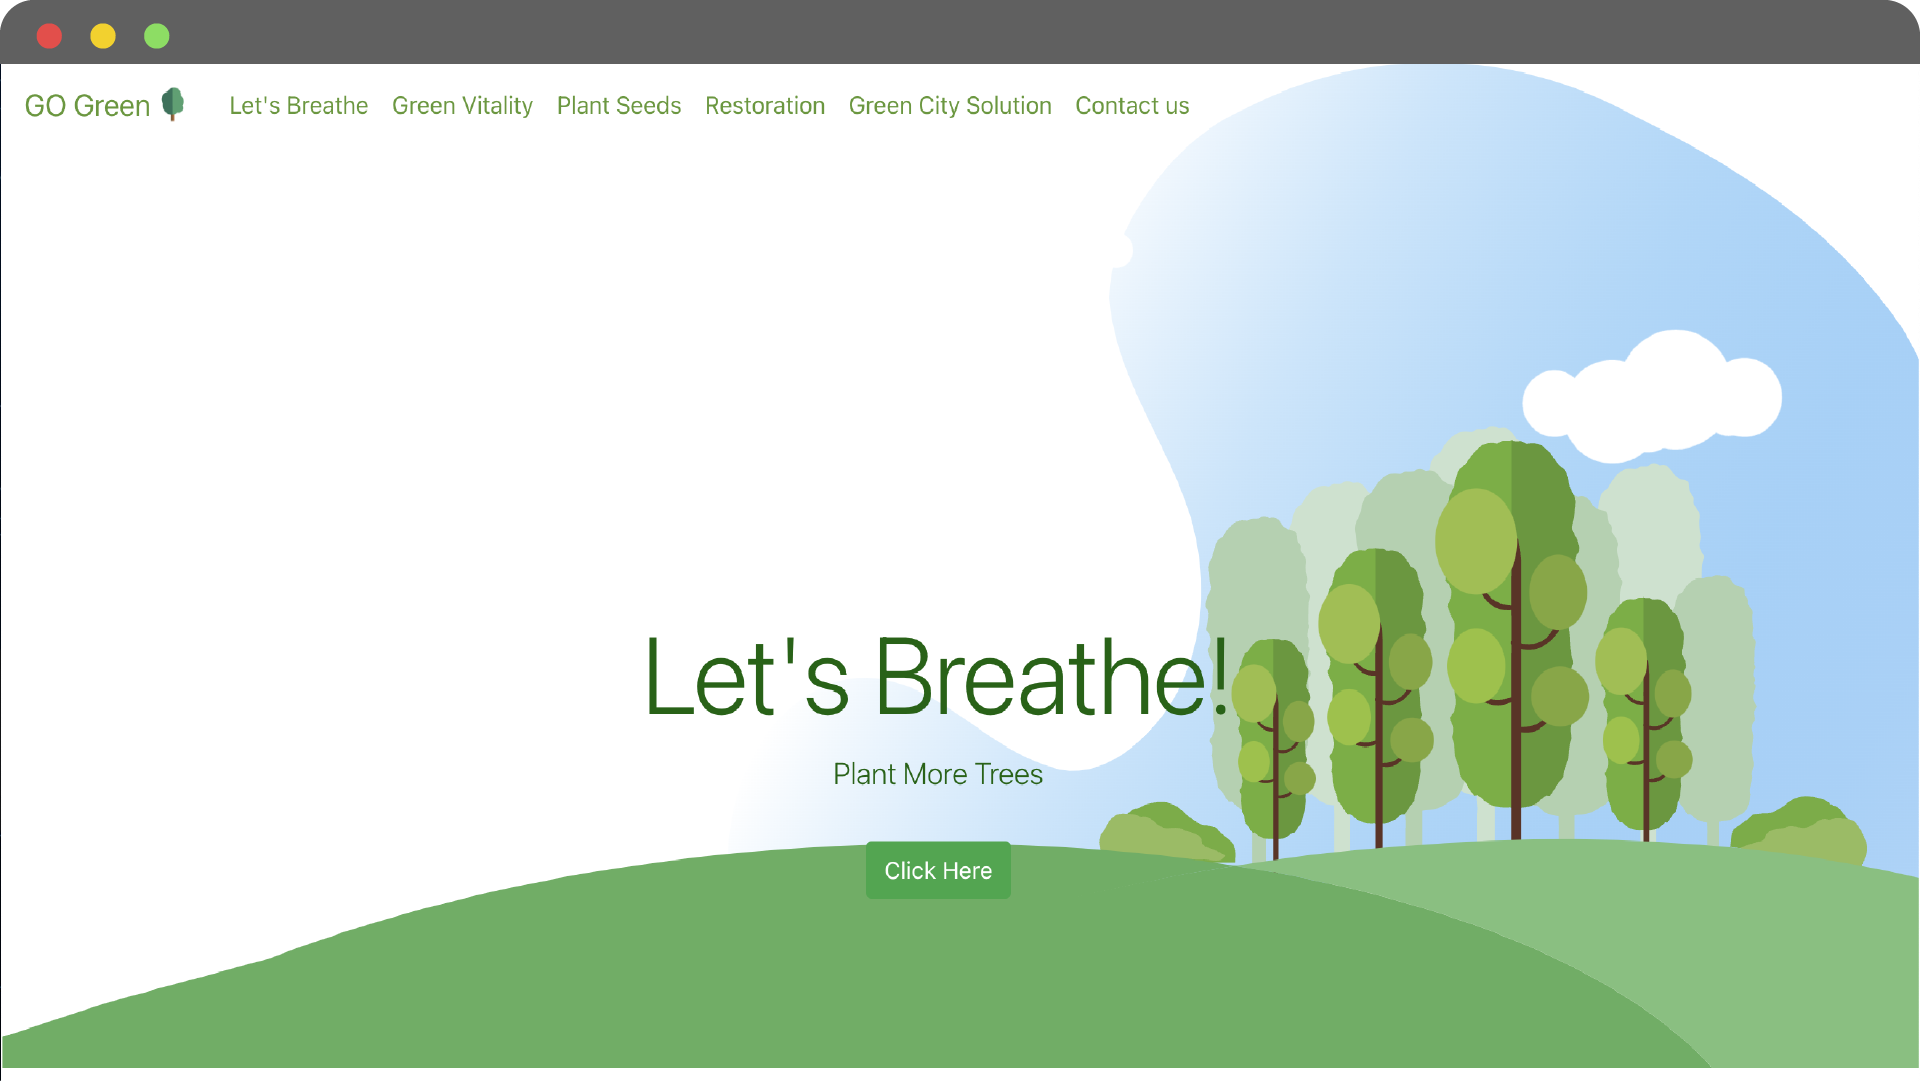 GO Green Let's Breathe Green Vitality Plant Seeds Restoration Green City Solution Contact us
Let's Breathe!
Plant More Trees
Click Here